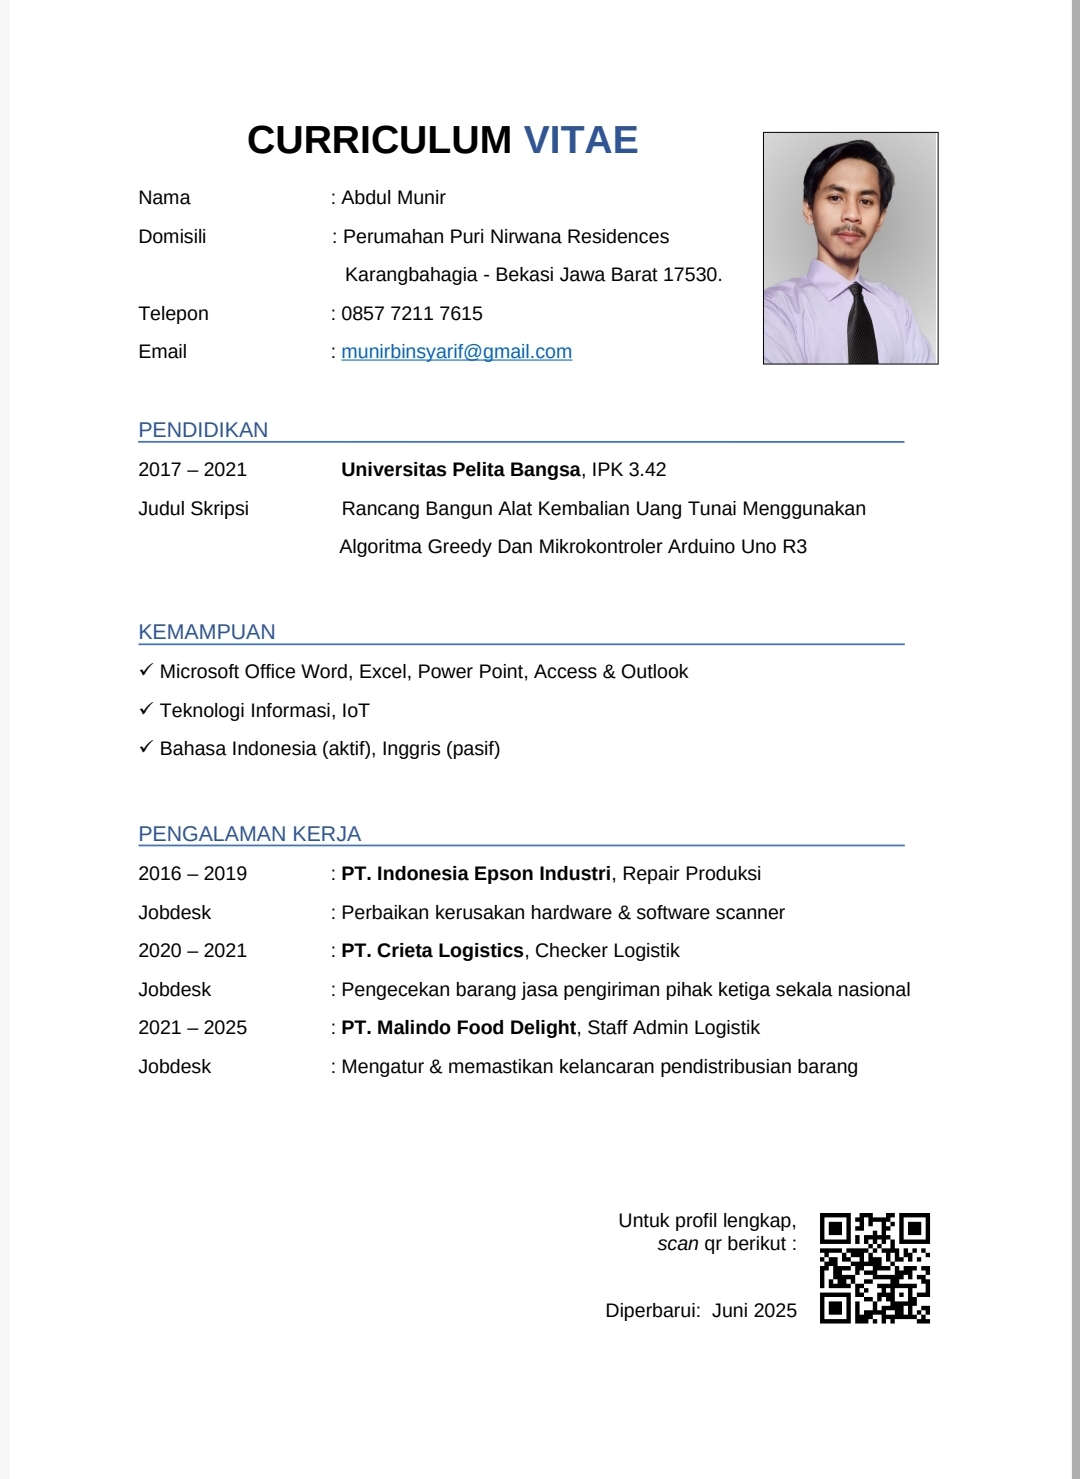 CURRICULUM VITAE
Nama : Abdul Munir
Domisili : Perumahan Puri Nirwana Residences
Karangbahagia - Bekasi Jawa Barat 17530.
Telepon : 0857 7211 7615
Email : munirbinsyarif@gmail.com
PENDIDIKAN
2017 – 2021 Universitas Pelita Bangsa, IPK 3.42
Judul Skripsi Rancang Bangun Alat Kembalian Uang Tunai Menggunakan
Algoritma Greedy Dan Mikrokontroler Arduino Uno R3
KEMAMPUAN
✓ Microsoft Office Word, Excel, Power Point, Access & Outlook
✓ Teknologi Informasi, IoT
✓ Bahasa Indonesia (aktif), Inggris (pasif)
PENGALAMAN KERJA
2016 – 2019 : PT. Indonesia Epson Industri, Repair Produksi
Jobdesk : Perbaikan kerusakan hardware & software scanner
2020 – 2021 : PT. Crieta Logistics, Checker Logistik
Jobdesk : Pengecekan barang jasa pengiriman pihak ketiga sekala nasional
2021 – 2025 : PT. Malindo Food Delight, Staff Admin Logistik
Jobdesk : Mengatur & memastikan kelancaran pendistribusian barang
Untuk profil lengkap,
scan qr berikut :
Diperbarui: Juni 2025